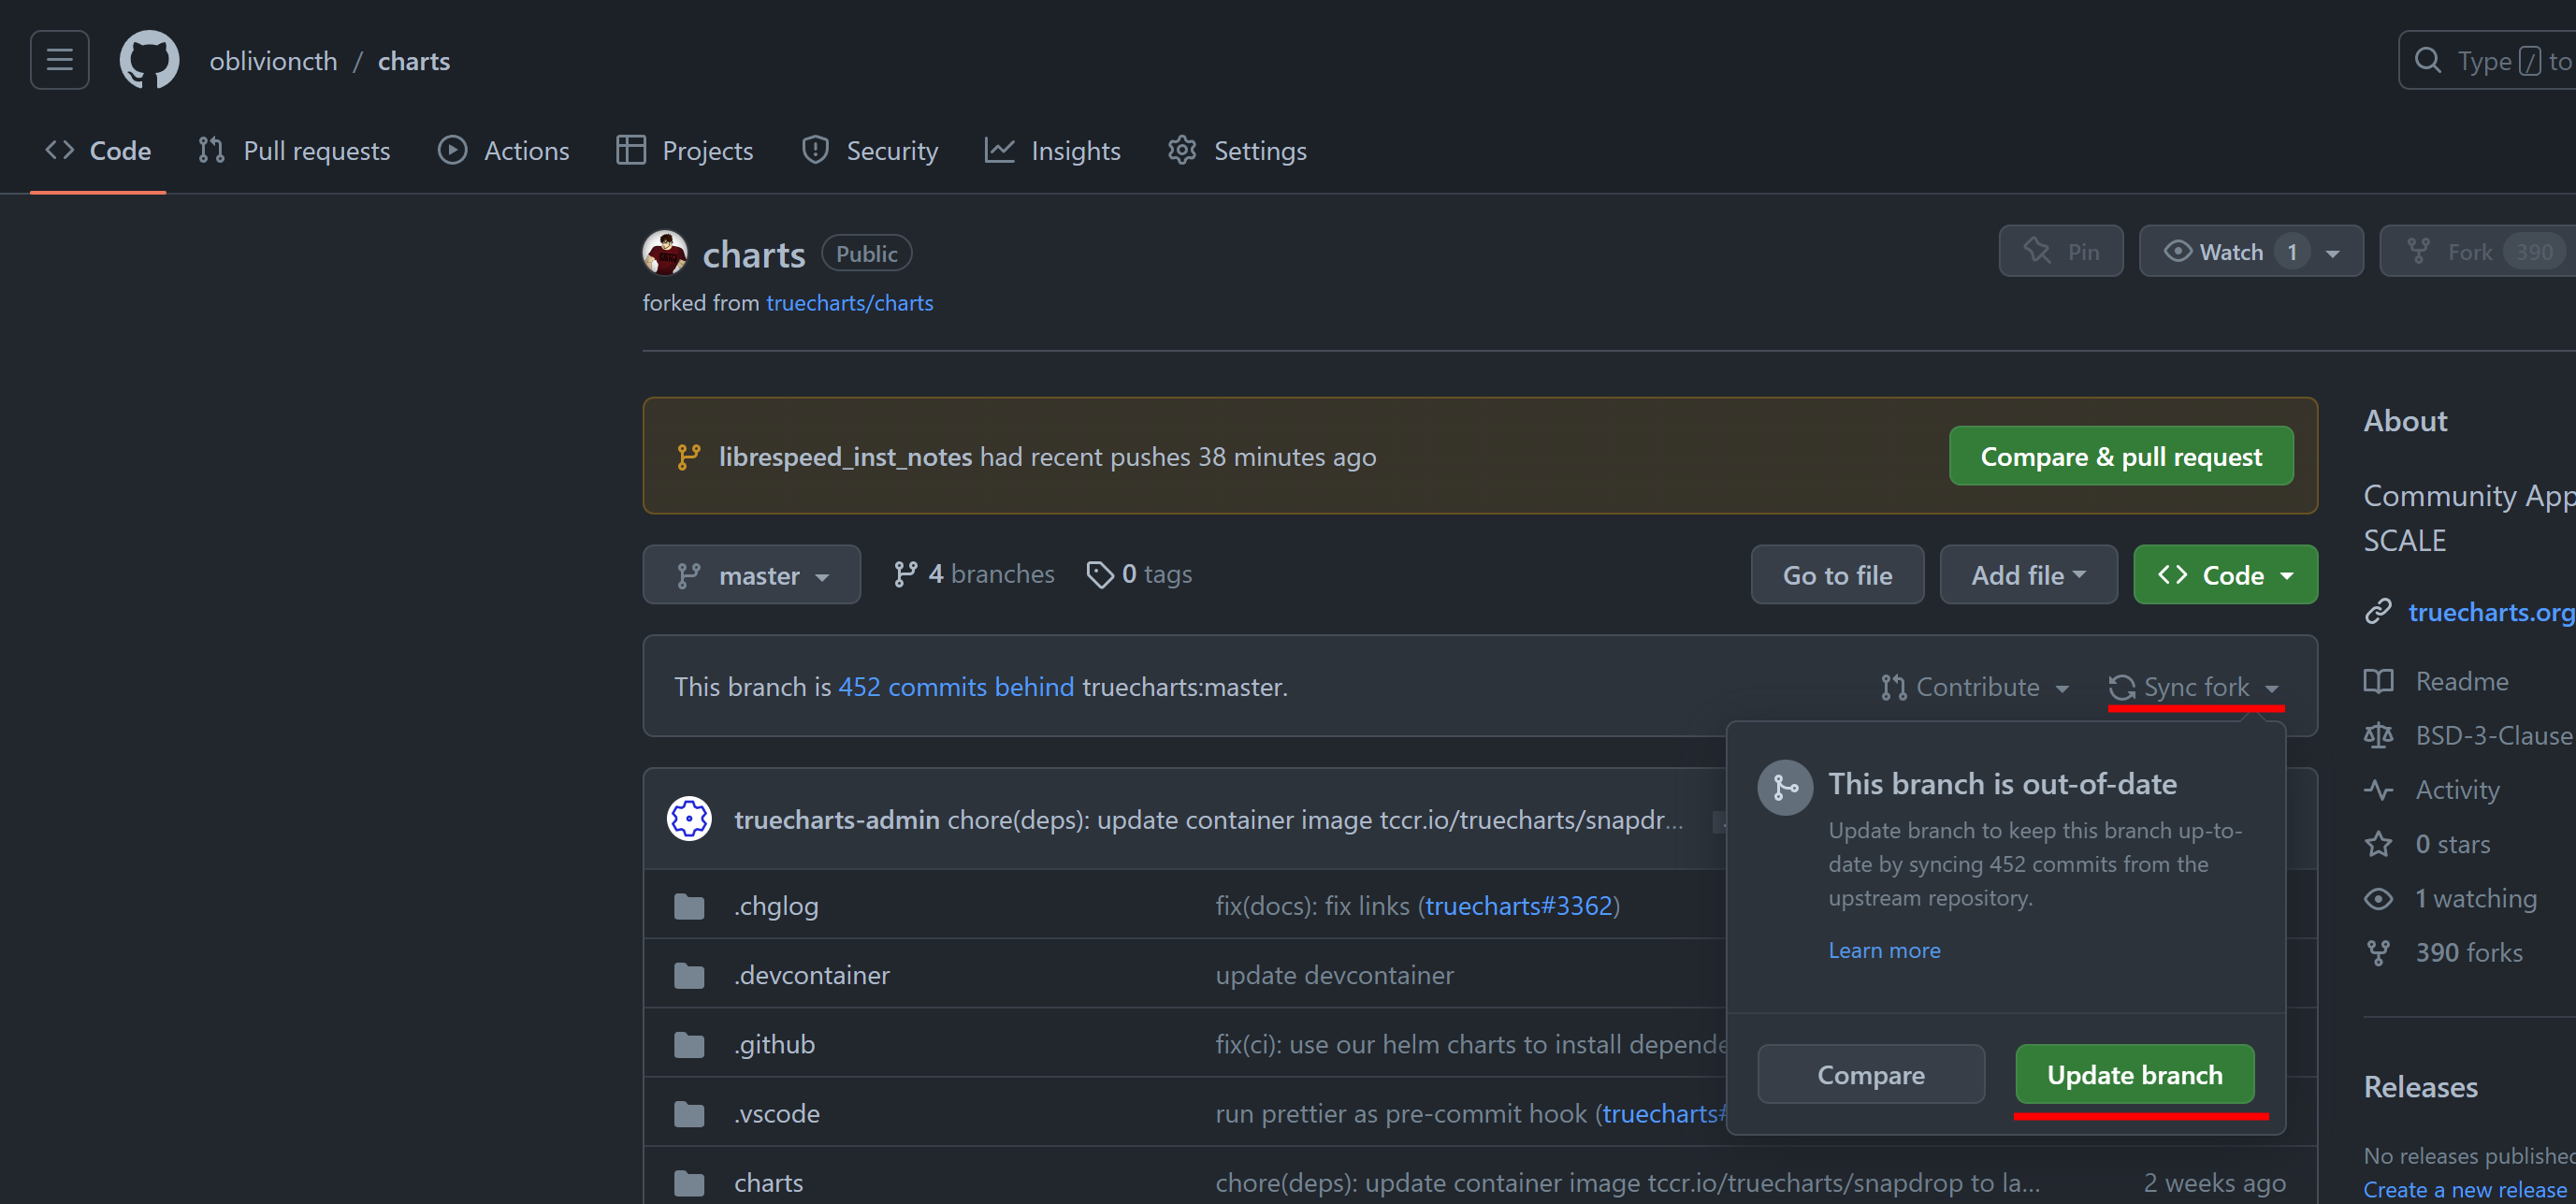 oblivioncth / charts
Type / to
Code Pull requests Actions Projects Security Insights Settings
charts Public
Pin Watch 1 Fork 390
forked from truecharts/charts
librespeed_inst_notes had recent pushes 38 minutes ago
Compare & pull request
About
Community App
SCALE
master 4 branches 0 tags
Go to file Add file Code
truecharts.org
This branch is 452 commits behind truecharts:master.
Contribute Sync fork
Readme
BSD-3-Clause
Activity
0 stars
1 watching
390 forks
This branch is out-of-date
Update branch to keep this branch up-to-
date by syncing 452 commits from the
upstream repository.
Learn more
Compare Update branch
truecharts-admin chore(deps): update container image tccr.io/truecharts/snapdr...
.chglog fix(docs): fix links (truecharts#3362)
.devcontainer update devcontainer
.github fix(ci): use our helm charts to install depende
.vscode run prettier as pre-commit hook (truecharts#
charts chore(deps): update container image tccr.io/truecharts/snapdrop to la... 2 weeks ago
Releases
No releases published
Create a new release